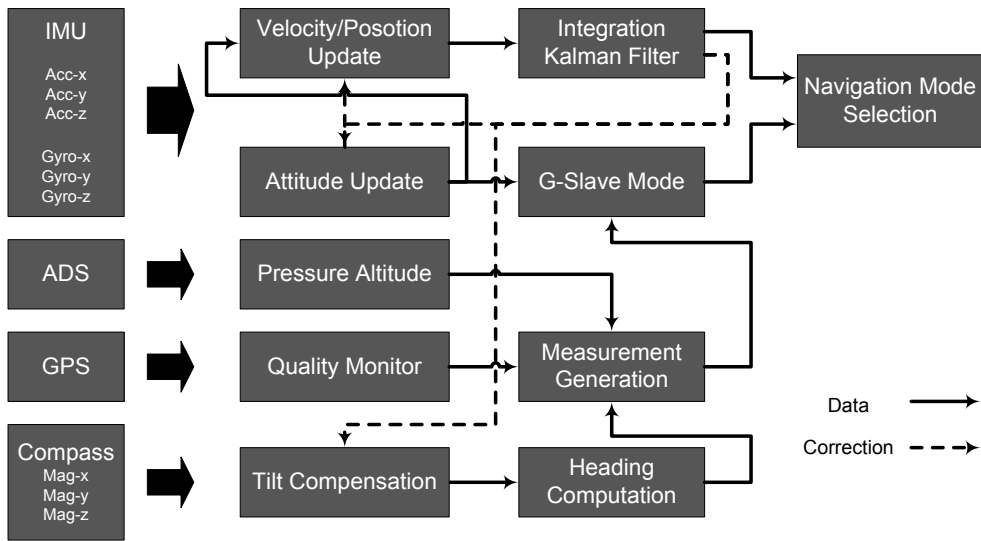 IMU
Acc-x
Acc-y
Acc-z
Gyro-x
Gyro-y
Gyro-z
Velocity/Posotion
Update
Integration
Kalman Filter
Navigation Mode
Selection
Attitude Update
G-Slave Mode
ADS
Pressure Altitude
GPS
Quality Monitor
Measurement
Generation
Compass
Mag-x
Mag-y
Mag-z
Tilt Compensation
Heading
Computation
Data
Correction